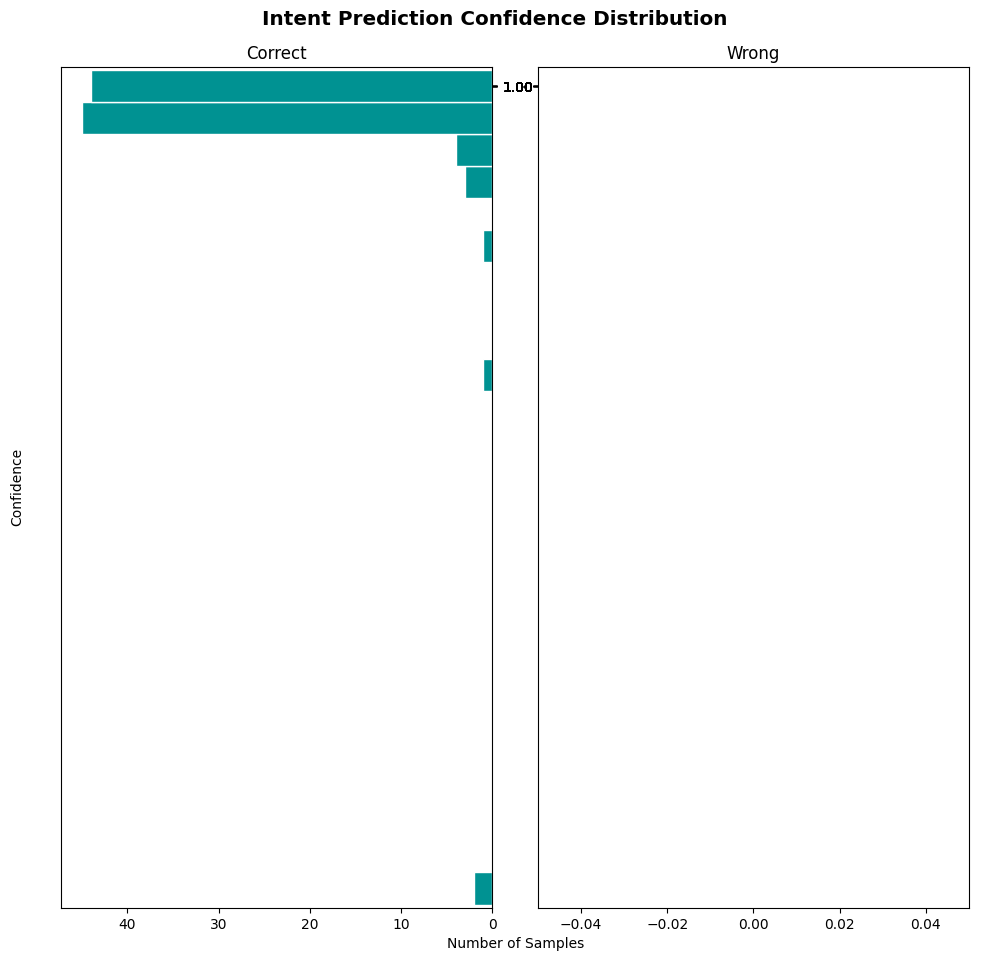 Intent Prediction Confidence Distribution
Correct
Wrong
1.00
Confidence
40 30 20 10 0
−0.04 −0.02 0.00 0.02 0.04
Number of Samples